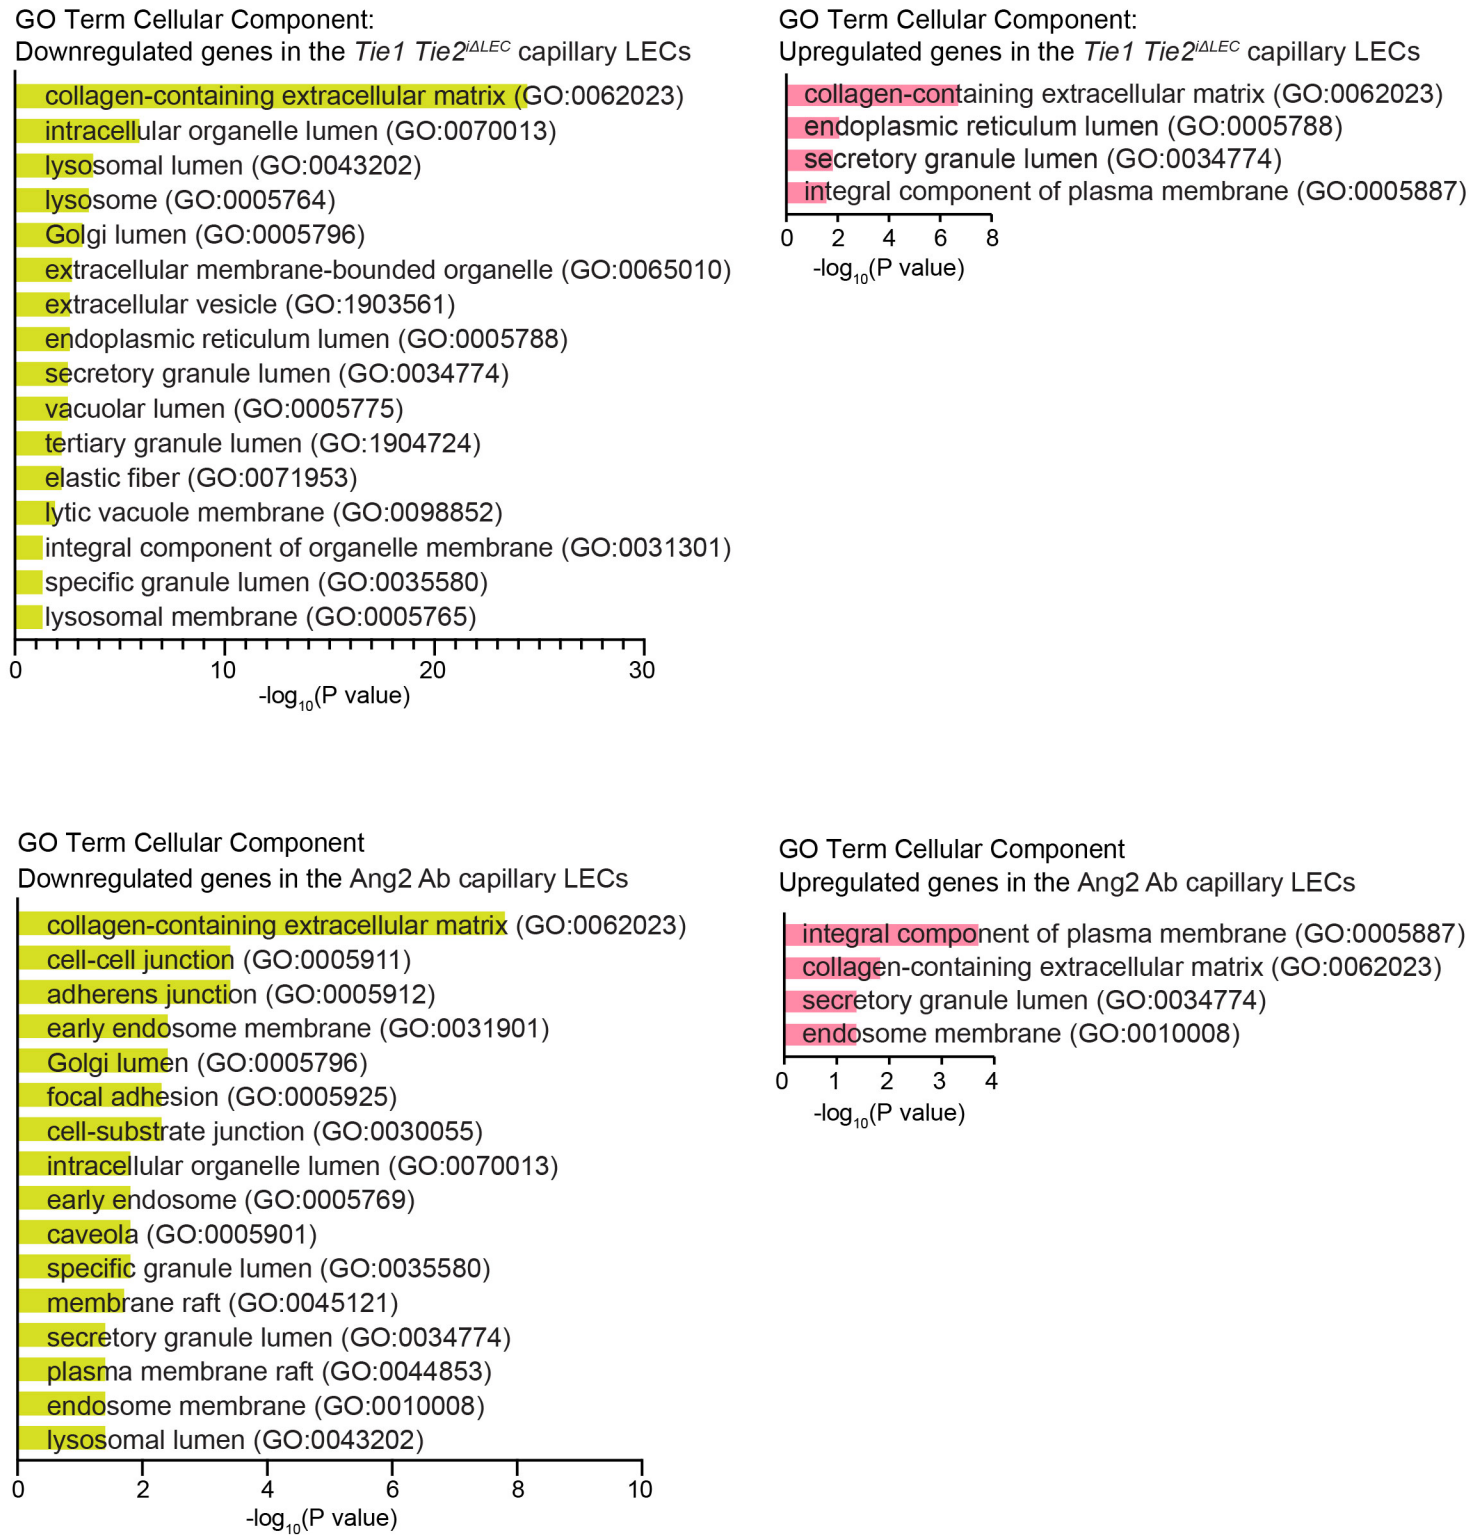 GO Term Cellular Component:
Downregulated genes in the Tie1 Tie2iΔLEC capillary LECs
collagen-containing extracellular matrix (GO:0062023)
intracellular organelle lumen (GO:0070013)
lysosomal lumen (GO:0043202)
lysosome (GO:0005764)
Golgi lumen (GO:0005796)
extracellular membrane-bounded organelle (GO:0065010)
extracellular vesicle (GO:1903561)
endoplasmic reticulum lumen (GO:0005788)
secretory granule lumen (GO:0034774)
vacuolar lumen (GO:0005775)
tertiary granule lumen (GO:1904724)
elastic fiber (GO:0071953)
lytic vacuole membrane (GO:0098852)
integral component of organelle membrane (GO:0031301)
specific granule lumen (GO:0035580)
lysosomal membrane (GO:0005765)
0 10 20 30
-log10(P value)
GO Term Cellular Component:
Upregulated genes in the Tie1 Tie2iΔLEC capillary LECs
collagen-containing extracellular matrix (GO:0062023)
endoplasmic reticulum lumen (GO:0005788)
secretory granule lumen (GO:0034774)
integral component of plasma membrane (GO:0005887)
0 2 4 6 8
-log10(P value)
GO Term Cellular Component
Downregulated genes in the Ang2 Ab capillary LECs
collagen-containing extracellular matrix (GO:0062023)
cell-cell junction (GO:0005911)
adherens junction (GO:0005912)
early endosome membrane (GO:0031901)
Golgi lumen (GO:0005796)
focal adhesion (GO:0005925)
cell-substrate junction (GO:0030055)
intracellular organelle lumen (GO:0070013)
early endosome (GO:0005769)
caveola (GO:0005901)
specific granule lumen (GO:0035580)
membrane raft (GO:0045121)
secretory granule lumen (GO:0034774)
plasma membrane raft (GO:0044853)
endosome membrane (GO:0010008)
lysosomal lumen (GO:0043202)
0 2 4 6 8 10
-log10(P value)
GO Term Cellular Component
Upregulated genes in the Ang2 Ab capillary LECs
integral component of plasma membrane (GO:0005887)
collagen-containing extracellular matrix (GO:0062023)
secretory granule lumen (GO:0034774)
endosome membrane (GO:0010008)
0 1 2 3 4
-log10(P value)